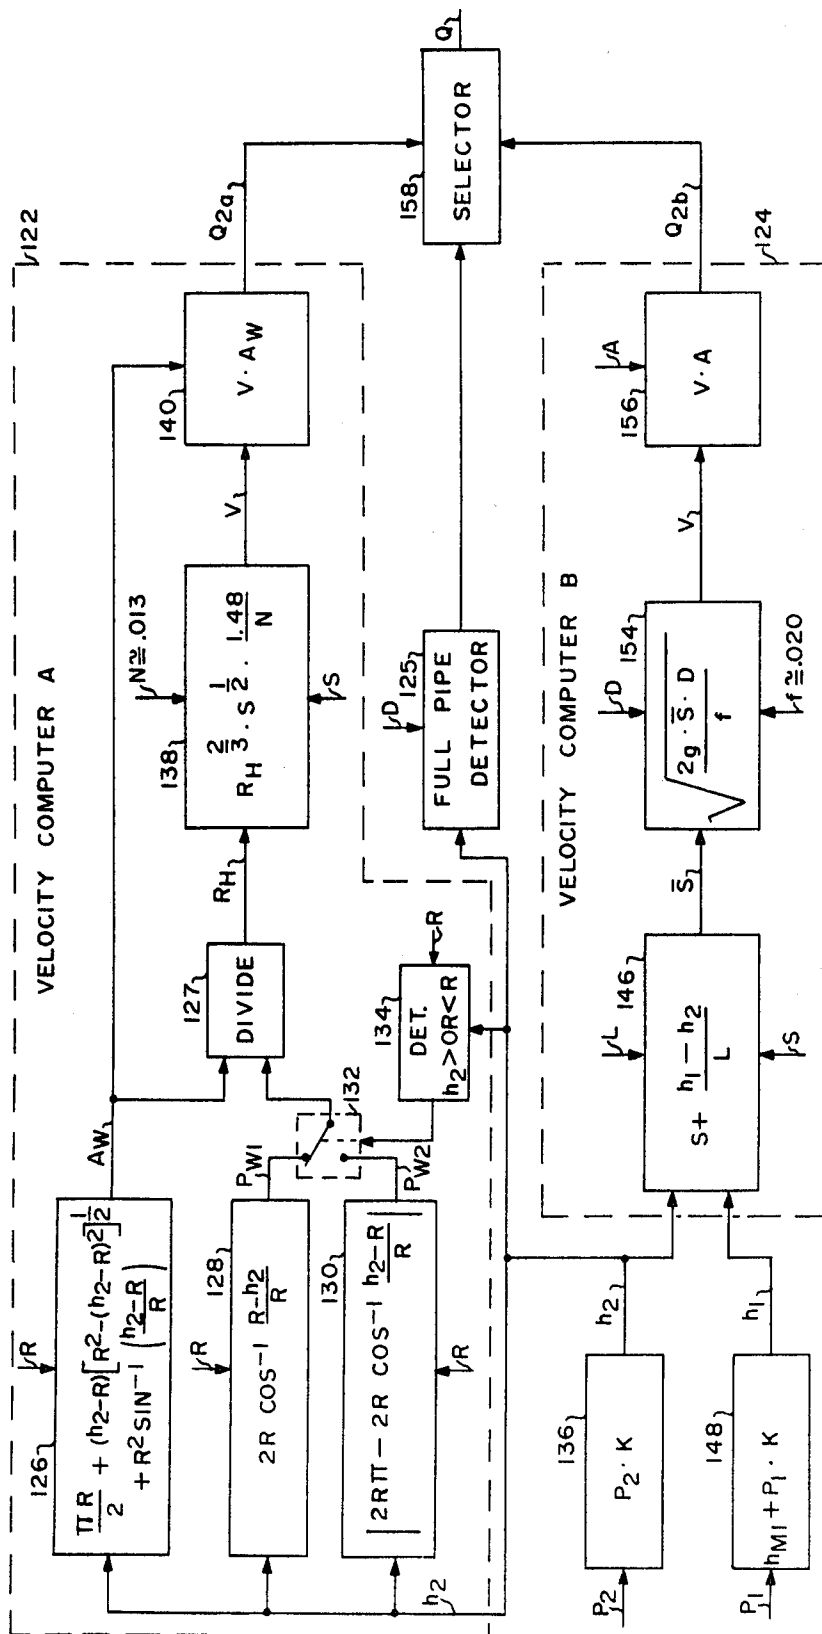 VELOCITY COMPUTER A
122
126
R
πR/2 + (h2-R)[R²-(h2-R)²]^1/2
+ R² SIN⁻¹ ((h2-R)/R)
AW
128
R
2R COS⁻¹ (R-h2)/R
PW1
130
R
|2Rπ - 2R COS⁻¹ (h2-R)/R|
PW2
132
134
DET.
h2>OR<R
R
127
DIVIDE
RH
138
N≅.013
RH^2/3 · S^1/2 · 1.48/N
S
V
140
V · AW
Q2a
h2
D
125
FULL PIPE
DETECTOR
158
SELECTOR
Q
VELOCITY COMPUTER B
124
P2
136
P2 · K
h2
P1
148
hM1 + P1 · K
h1
146
L
S+ (h1-h2)/L
S
S̅
154
D
√(2g · S̅ · D / f)
f≅.020
V
156
A
V · A
Q2b